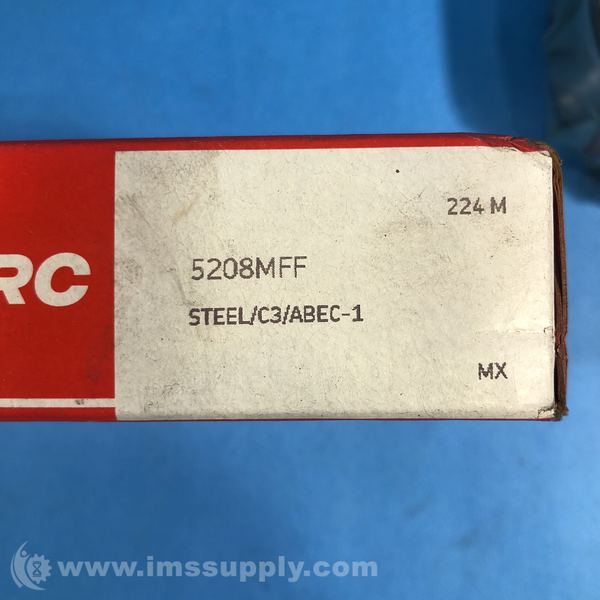 224 M
RC
5208MFF
STEEL/C3/ABEC-1
MX
www.imssupply.com